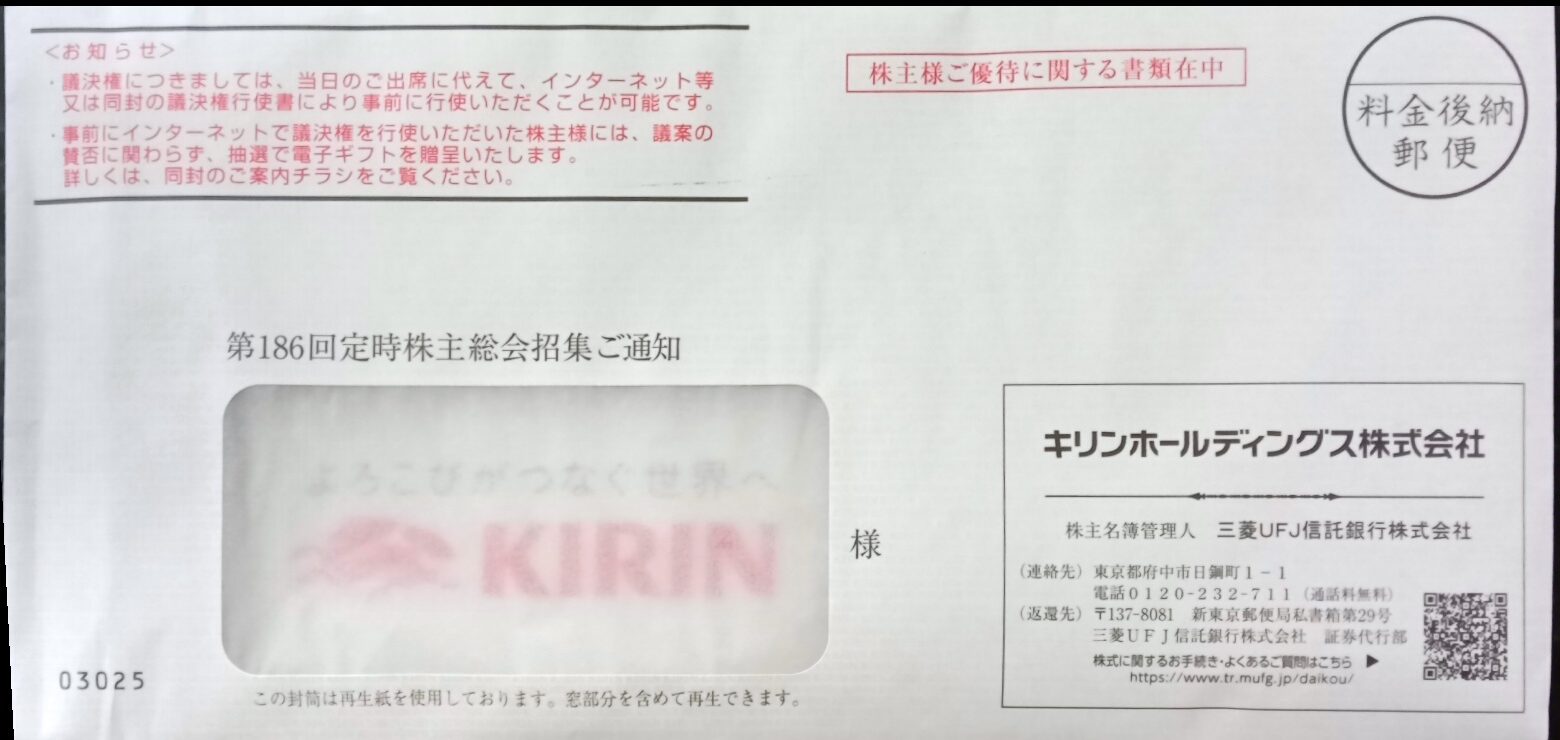 <お知らせ>
・議決権につきましては、当日のご出席に代えて、インターネット等
又は同封の議決権行使書により事前に行使いただくことが可能です。
・事前にインターネットで議決権を行使いただいた株主様には、議案の
賛否に関わらず、抽選で電子ギフトを贈呈いたします。
詳しくは、同封のご案内チラシをご覧ください。
株主様ご優待に関する書類在中
料金後納
郵便
第186回定時株主総会招集ご通知
よろこびがつなぐ世界へ
KIRIN
様
03025
この封筒は再生紙を使用しております。窓部分を含めて再生できます。
キリンホールディングス株式会社
株主名簿管理人 三菱UFJ信託銀行株式会社
（連絡先）東京都府中市日鋼町１－１
電話０１２０-２３２-７１１（通話料無料）
（返還先）〒137-8081 新東京郵便局私書箱第29号
三菱ＵＦＪ信託銀行株式会社 証券代行部
株式に関するお手続き・よくあるご質問はこちら ▶
https://www.tr.mufg.jp/daikou/